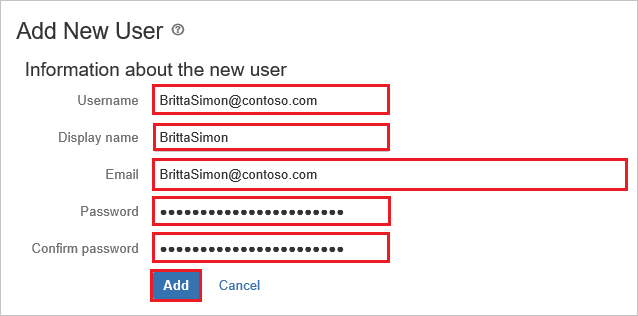 Add New User ?
Information about the new user
Username BrittaSimon@contoso.com
Display name BrittaSimon
Email BrittaSimon@contoso.com
Password ●●●●●●●●●●●●●●●●●●●●●●●
Confirm password ●●●●●●●●●●●●●●●●●●●●●●●
Add Cancel